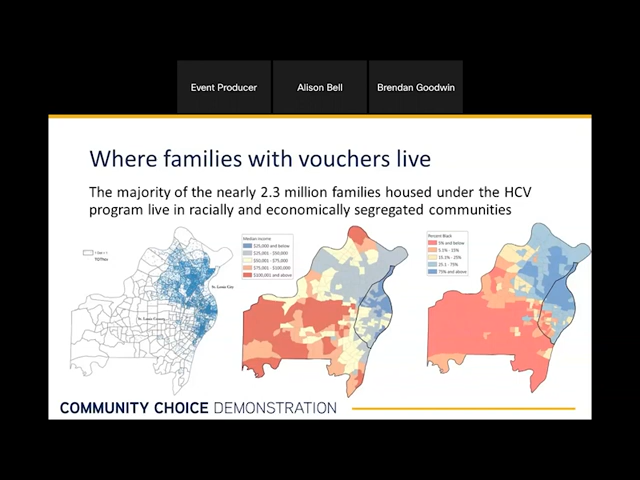 Event Producer
Alison Bell
Brendan Goodwin
Where families with vouchers live
The majority of the nearly 2.3 million families housed under the HCV
program live in racially and economically segregated communities
St. Louis City
St. Louis County
Median Income
$25,000 and below
$25,001 - $50,000
$50,001 - $75,000
$75,001 - $100,000
$100,001 and above
Percent Black
5% and below
5.1% - 15%
15.1% - 25%
25.1 - 75%
75% and above
COMMUNITY CHOICE DEMONSTRATION